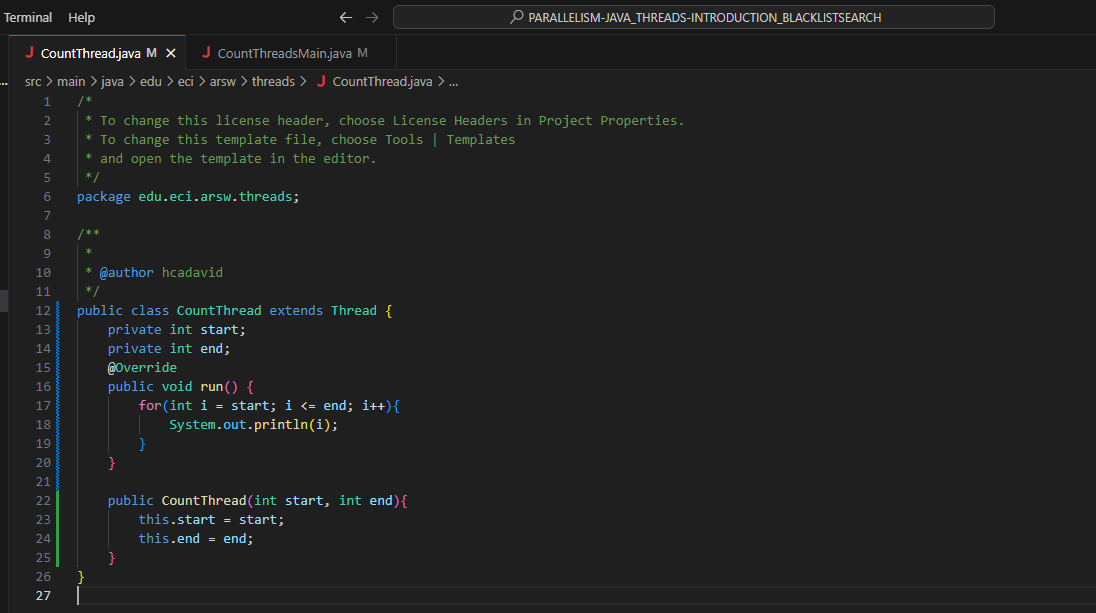 Terminal Help PARALLELISM-JAVA_THREADS-INTRODUCTION_BLACKLISTSEARCH
J CountThread.java M × J CountThreadsMain.java M
... src > main > java > edu > eci > arsw > threads > J CountThread.java > ...
1 /*
2 * To change this license header, choose License Headers in Project Properties.
3 * To change this template file, choose Tools | Templates
4 * and open the template in the editor.
5 */
6 package edu.eci.arsw.threads;
7
8 /**
9 *
10 * @author hcadavid
11 */
12 public class CountThread extends Thread {
13 private int start;
14 private int end;
15 @Override
16 public void run() {
17 for(int i = start; i <= end; i++){
18 System.out.println(i);
19 }
20 }
21
22 public CountThread(int start, int end){
23 this.start = start;
24 this.end = end;
25 }
26 }
27